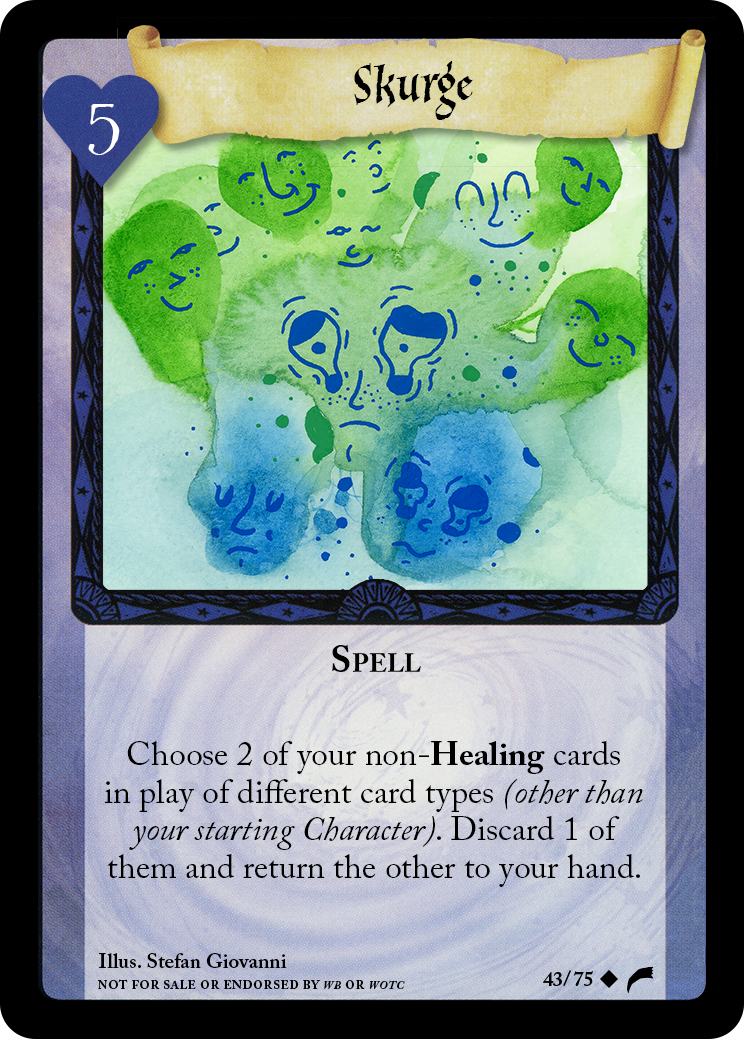 Skurge
5
SPELL
Choose 2 of your non-Healing cards
in play of different card types (other than
your starting Character). Discard 1 of
them and return the other to your hand.
Illus. Stefan Giovanni
NOT FOR SALE OR ENDORSED BY WB OR WOTC
43/75